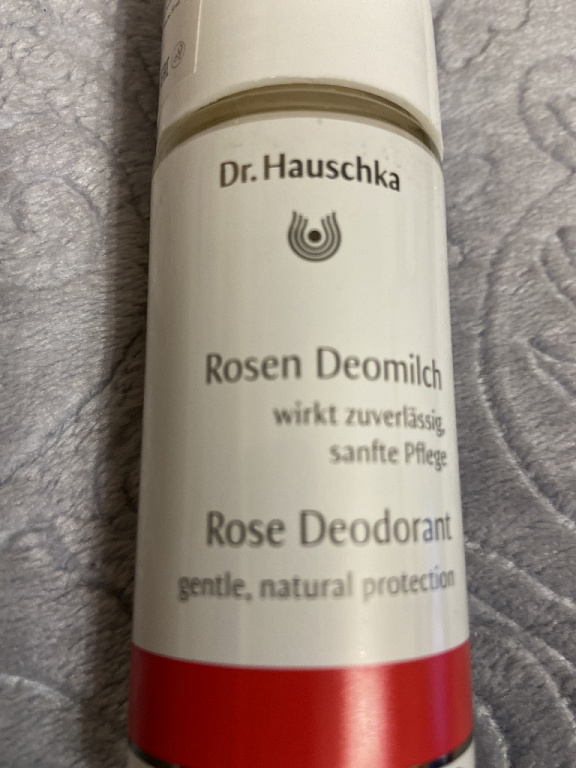 Dr. Hauschka
Rosen Deomilch
wirkt zuverlässig,
sanfte Pflege
Rose Deodorant
gentle, natural protection